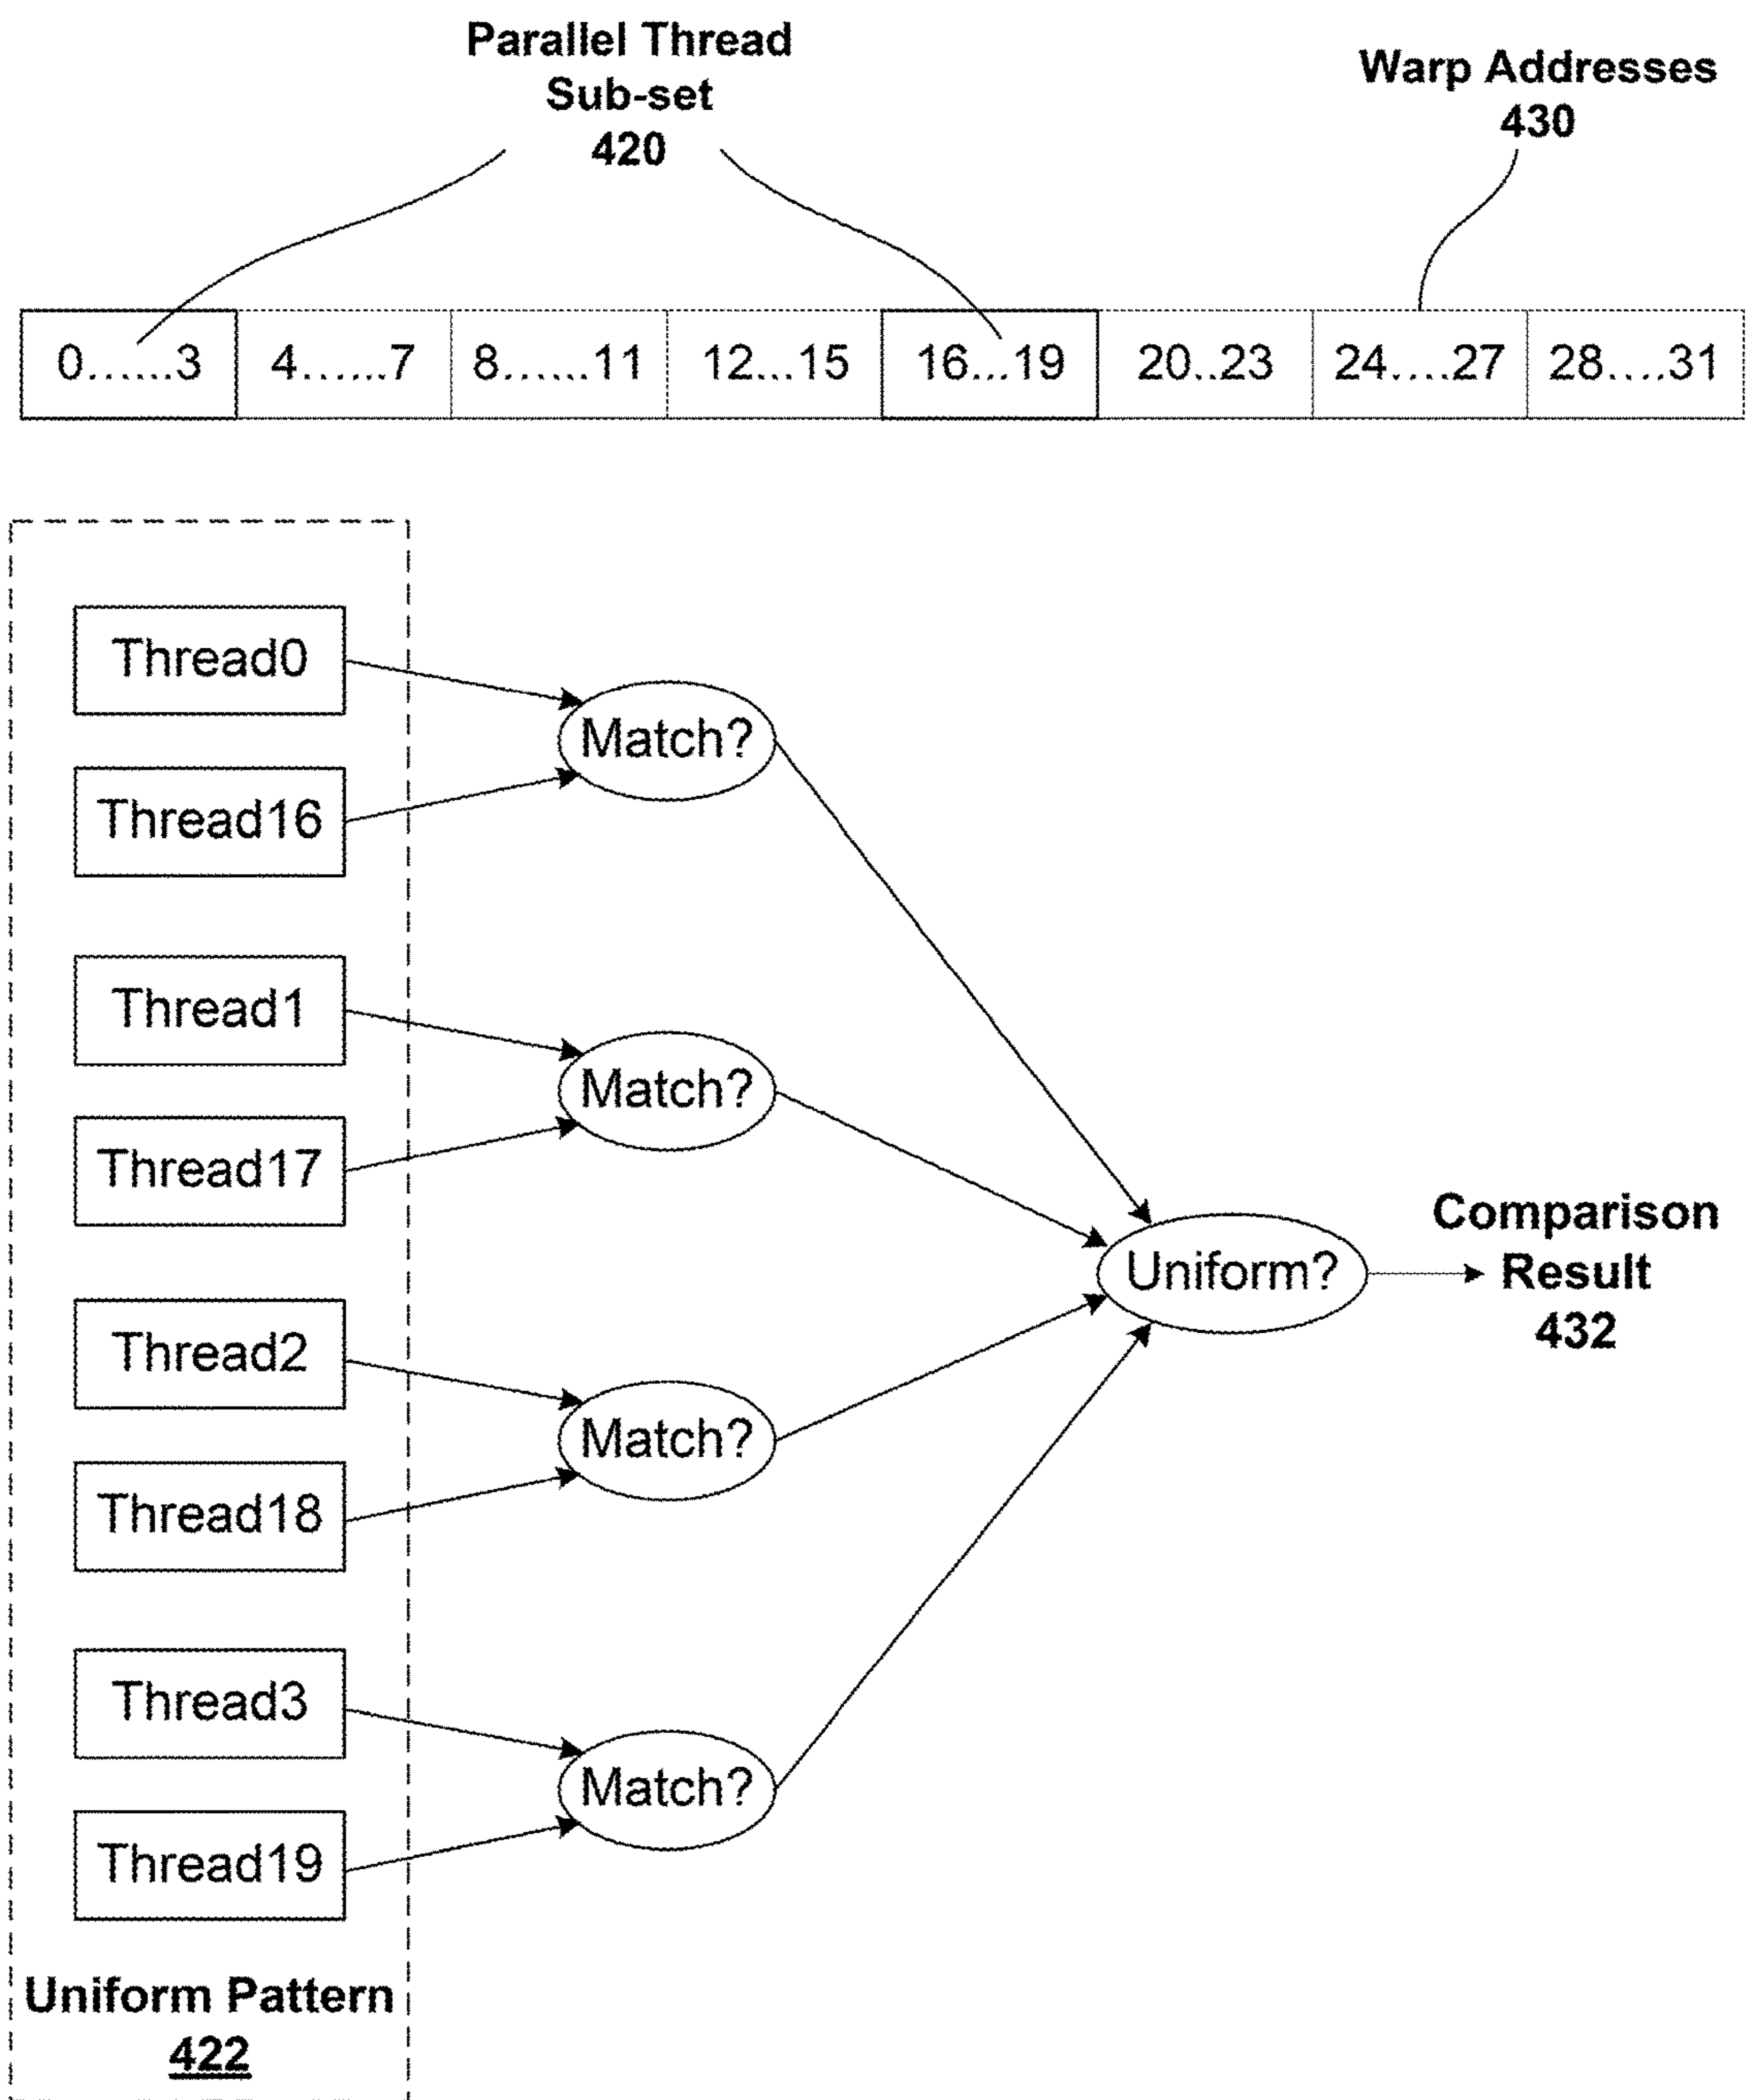 Parallel Thread
Sub-set
420
Warp Addresses
430
0......3 4......7 8......11 12...15 16...19 20..23 24....27 28....31
Thread0
Match?
Thread16
Thread1
Match?
Thread17
Thread2
Match?
Thread18
Thread3
Match?
Thread19
Uniform?
Comparison
Result
432
Uniform Pattern
422